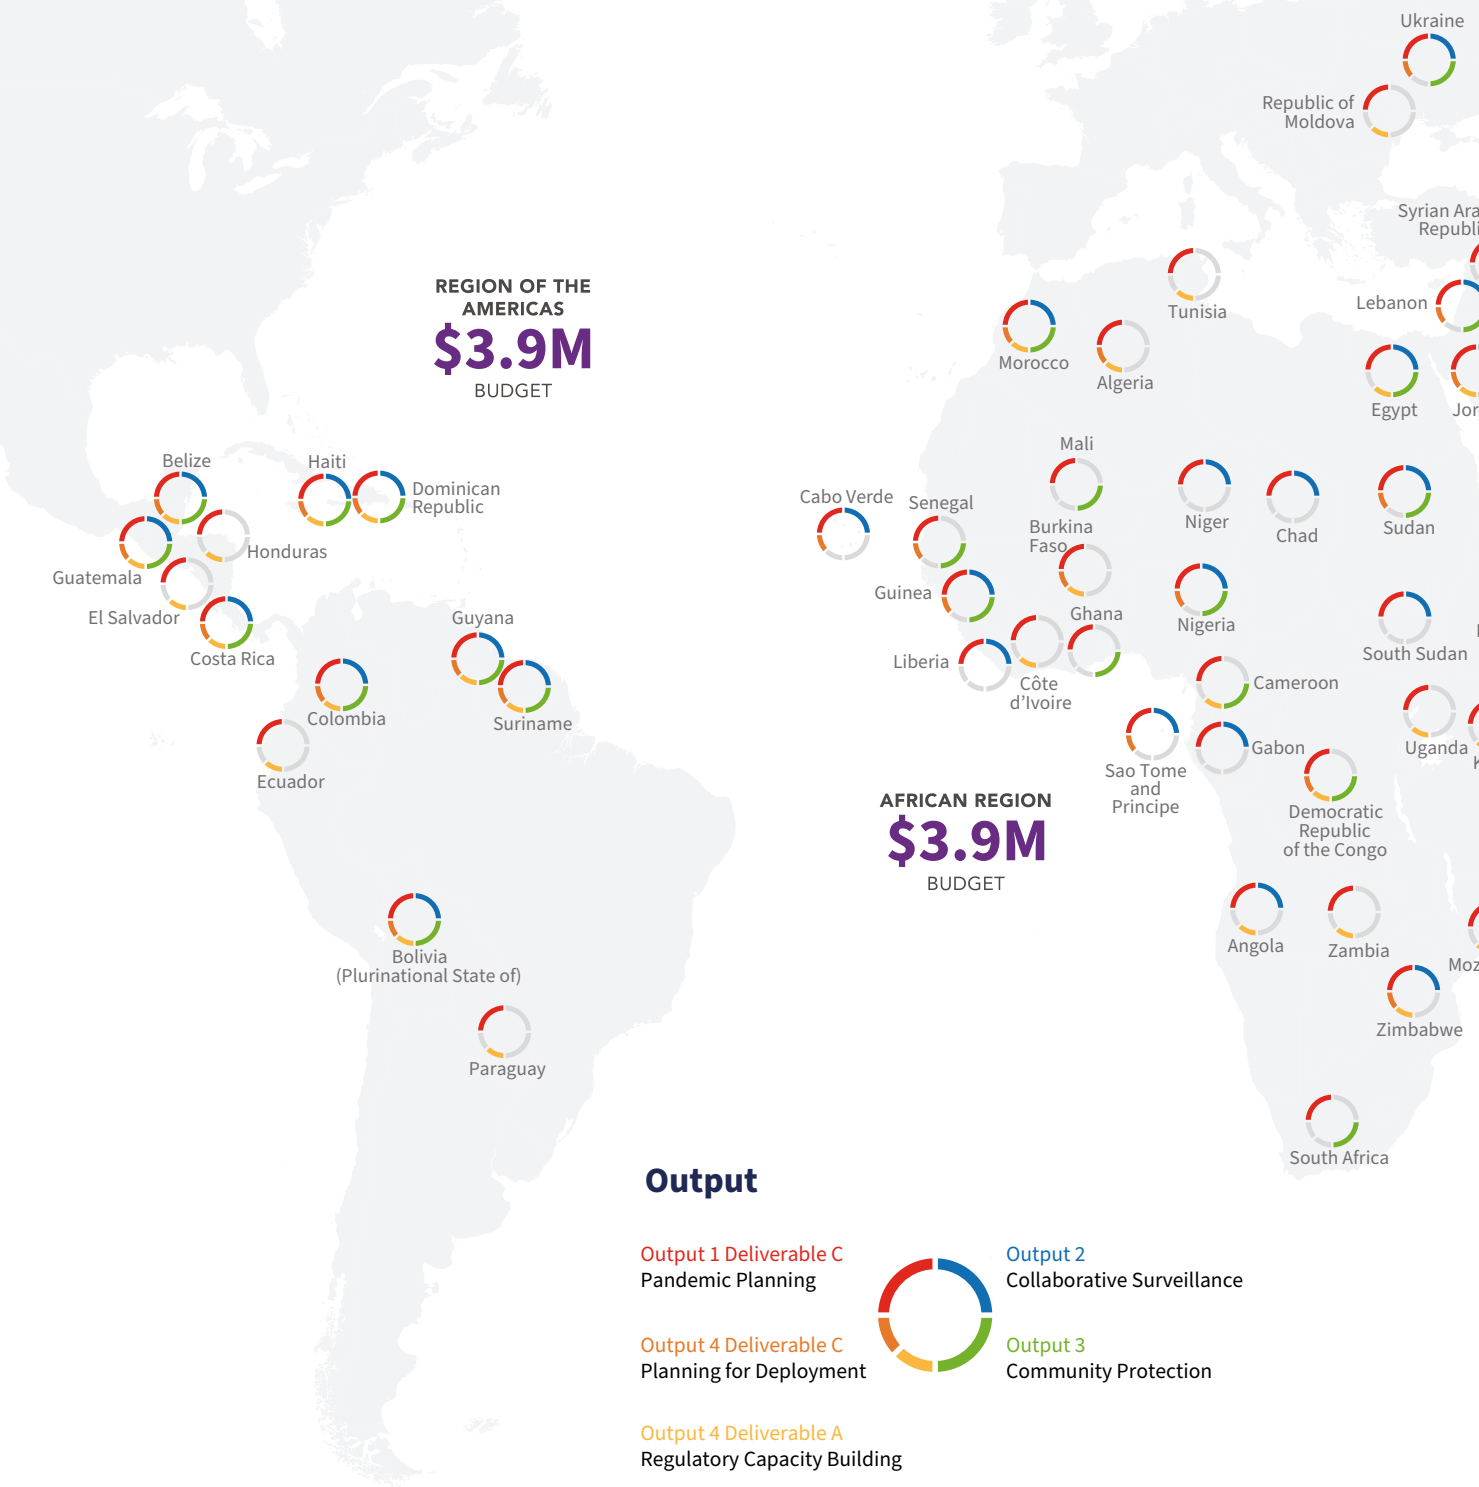 Ukraine
Republic of
Moldova
Syrian Ara
Republi
REGION OF THE
AMERICAS
$3.9M
BUDGET
Tunisia
Lebanon
Morocco
Algeria
Egypt
Jor
Belize
Haiti
Dominican
Republic
Honduras
Guatemala
El Salvador
Costa Rica
Guyana
Colombia
Suriname
Ecuador
Mali
Cabo Verde
Senegal
Burkina
Faso
Niger
Chad
Sudan
Guinea
Ghana
Nigeria
Liberia
South Sudan
Côte
d’Ivoire
Cameroon
Uganda
K
Gabon
Sao Tome
and
Principe
AFRICAN REGION
$3.9M
BUDGET
Democratic
Republic
of the Congo
Angola
Zambia
Moz
Bolivia
(Plurinational State of)
Zimbabwe
Paraguay
South Africa
Output
Output 1 Deliverable C
Pandemic Planning
Output 2
Collaborative Surveillance
Output 4 Deliverable C
Planning for Deployment
Output 3
Community Protection
Output 4 Deliverable A
Regulatory Capacity Building